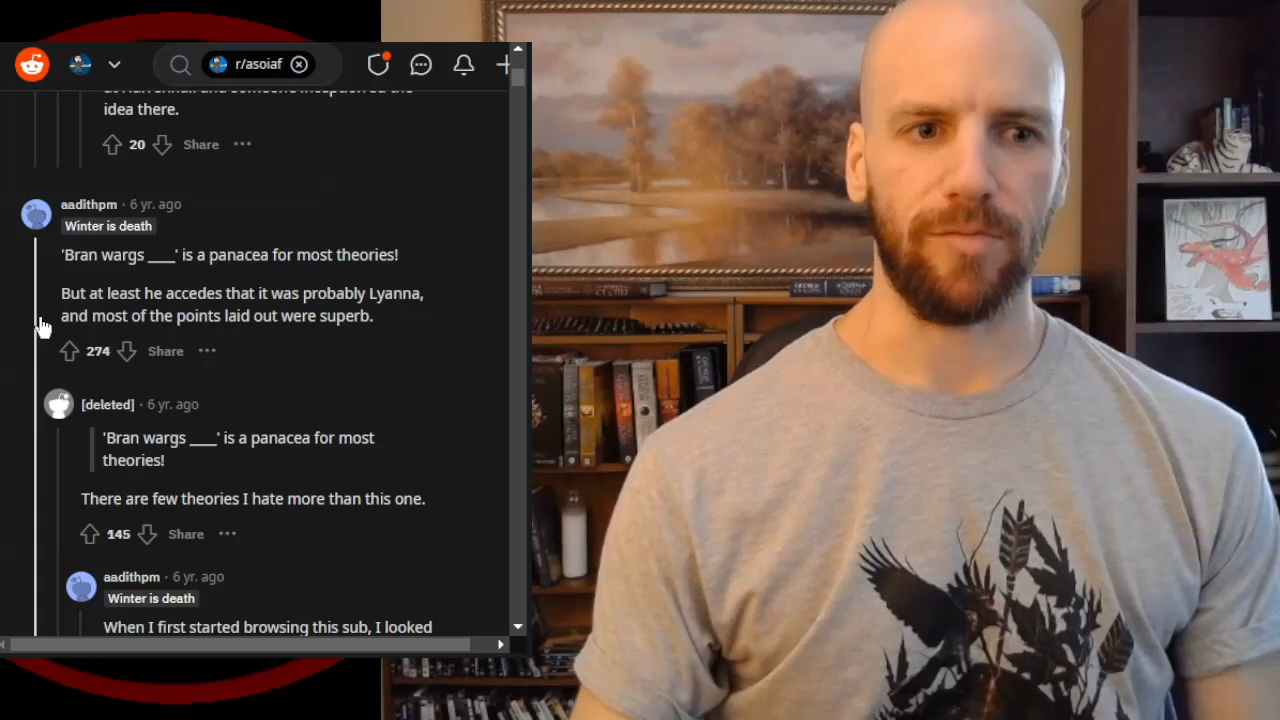 r/asoiaf
idea there.
20 Share
aadithpm · 6 yr. ago
Winter is death
'Bran wargs ____' is a panacea for most theories!
But at least he accedes that it was probably Lyanna,
and most of the points laid out were superb.
274 Share
[deleted] · 6 yr. ago
'Bran wargs ____' is a panacea for most
theories!
There are few theories I hate more than this one.
145 Share
aadithpm · 6 yr. ago
Winter is death
When I first started browsing this sub, I looked